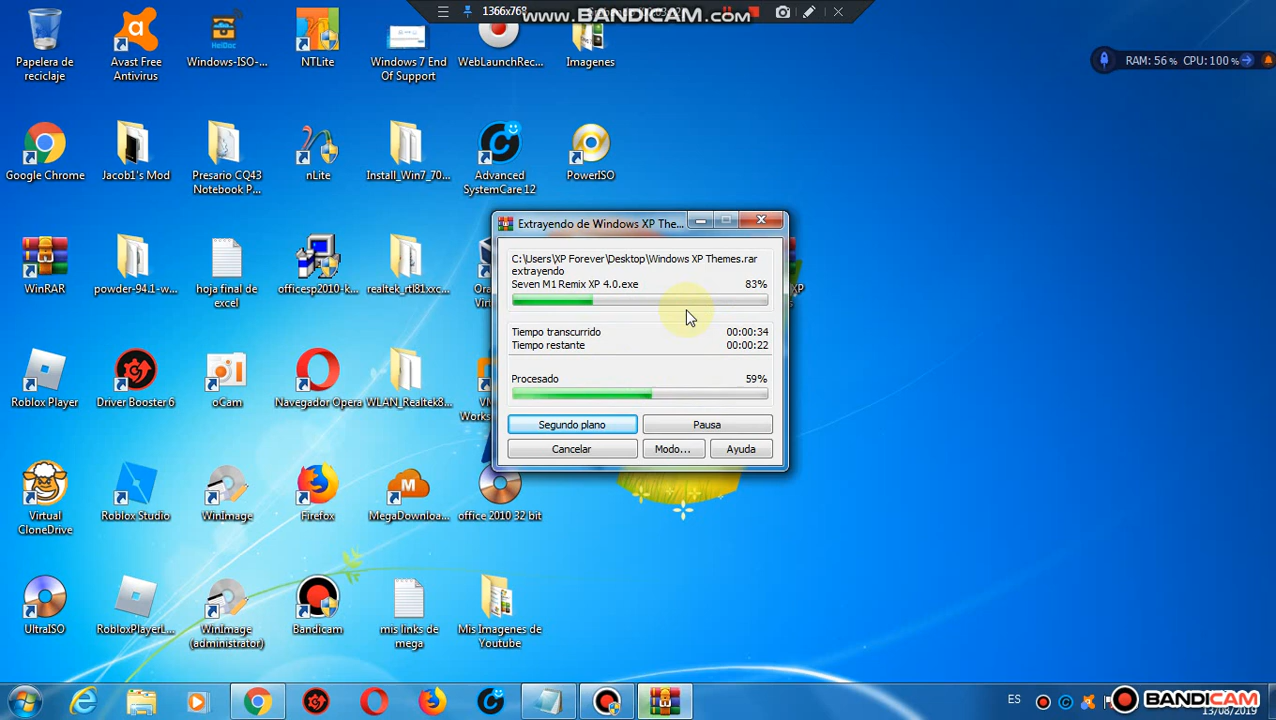 1366x768
www.BANDICAM.com
RAM: 56% CPU: 100%
Papelera de
reciclaje
Avast Free
Antivirus
HeiDoc
Windows-ISO-...
NTLite
Windows 7 End
Of Support
WebLaunchRec...
Imagenes
Google Chrome
Jacob1's Mod
Presario CQ43
Notebook P...
nLite
Install_Win7_70...
Advanced
SystemCare 12
PowerISO
WinRAR
powder-94.1-w...
hoja final de
excel
officesp2010-k...
realtek_rtl81xxc...
XP
Extrayendo de Windows XP The...
C:\Users\XP Forever\Desktop\Windows XP Themes.rar
extrayendo
Seven M1 Remix XP 4.0.exe 83%
Tiempo transcurrido 00:00:34
Tiempo restante 00:00:22
Procesado 59%
Segundo plano
Pausa
Cancelar
Modo...
Ayuda
Roblox Player
Driver Booster 6
oCam
Navegador Opera
WLAN_Realtek8...
Virtual
CloneDrive
Roblox Studio
WinImage
Firefox
MegaDownloa...
office 2010 32 bit
UltraISO
RobloxPlayerL...
WinImage
(administrator)
Bandicam
mis links de
mega
Mis Imagenes de
Youtube
ES
BANDICAM
13/08/2019